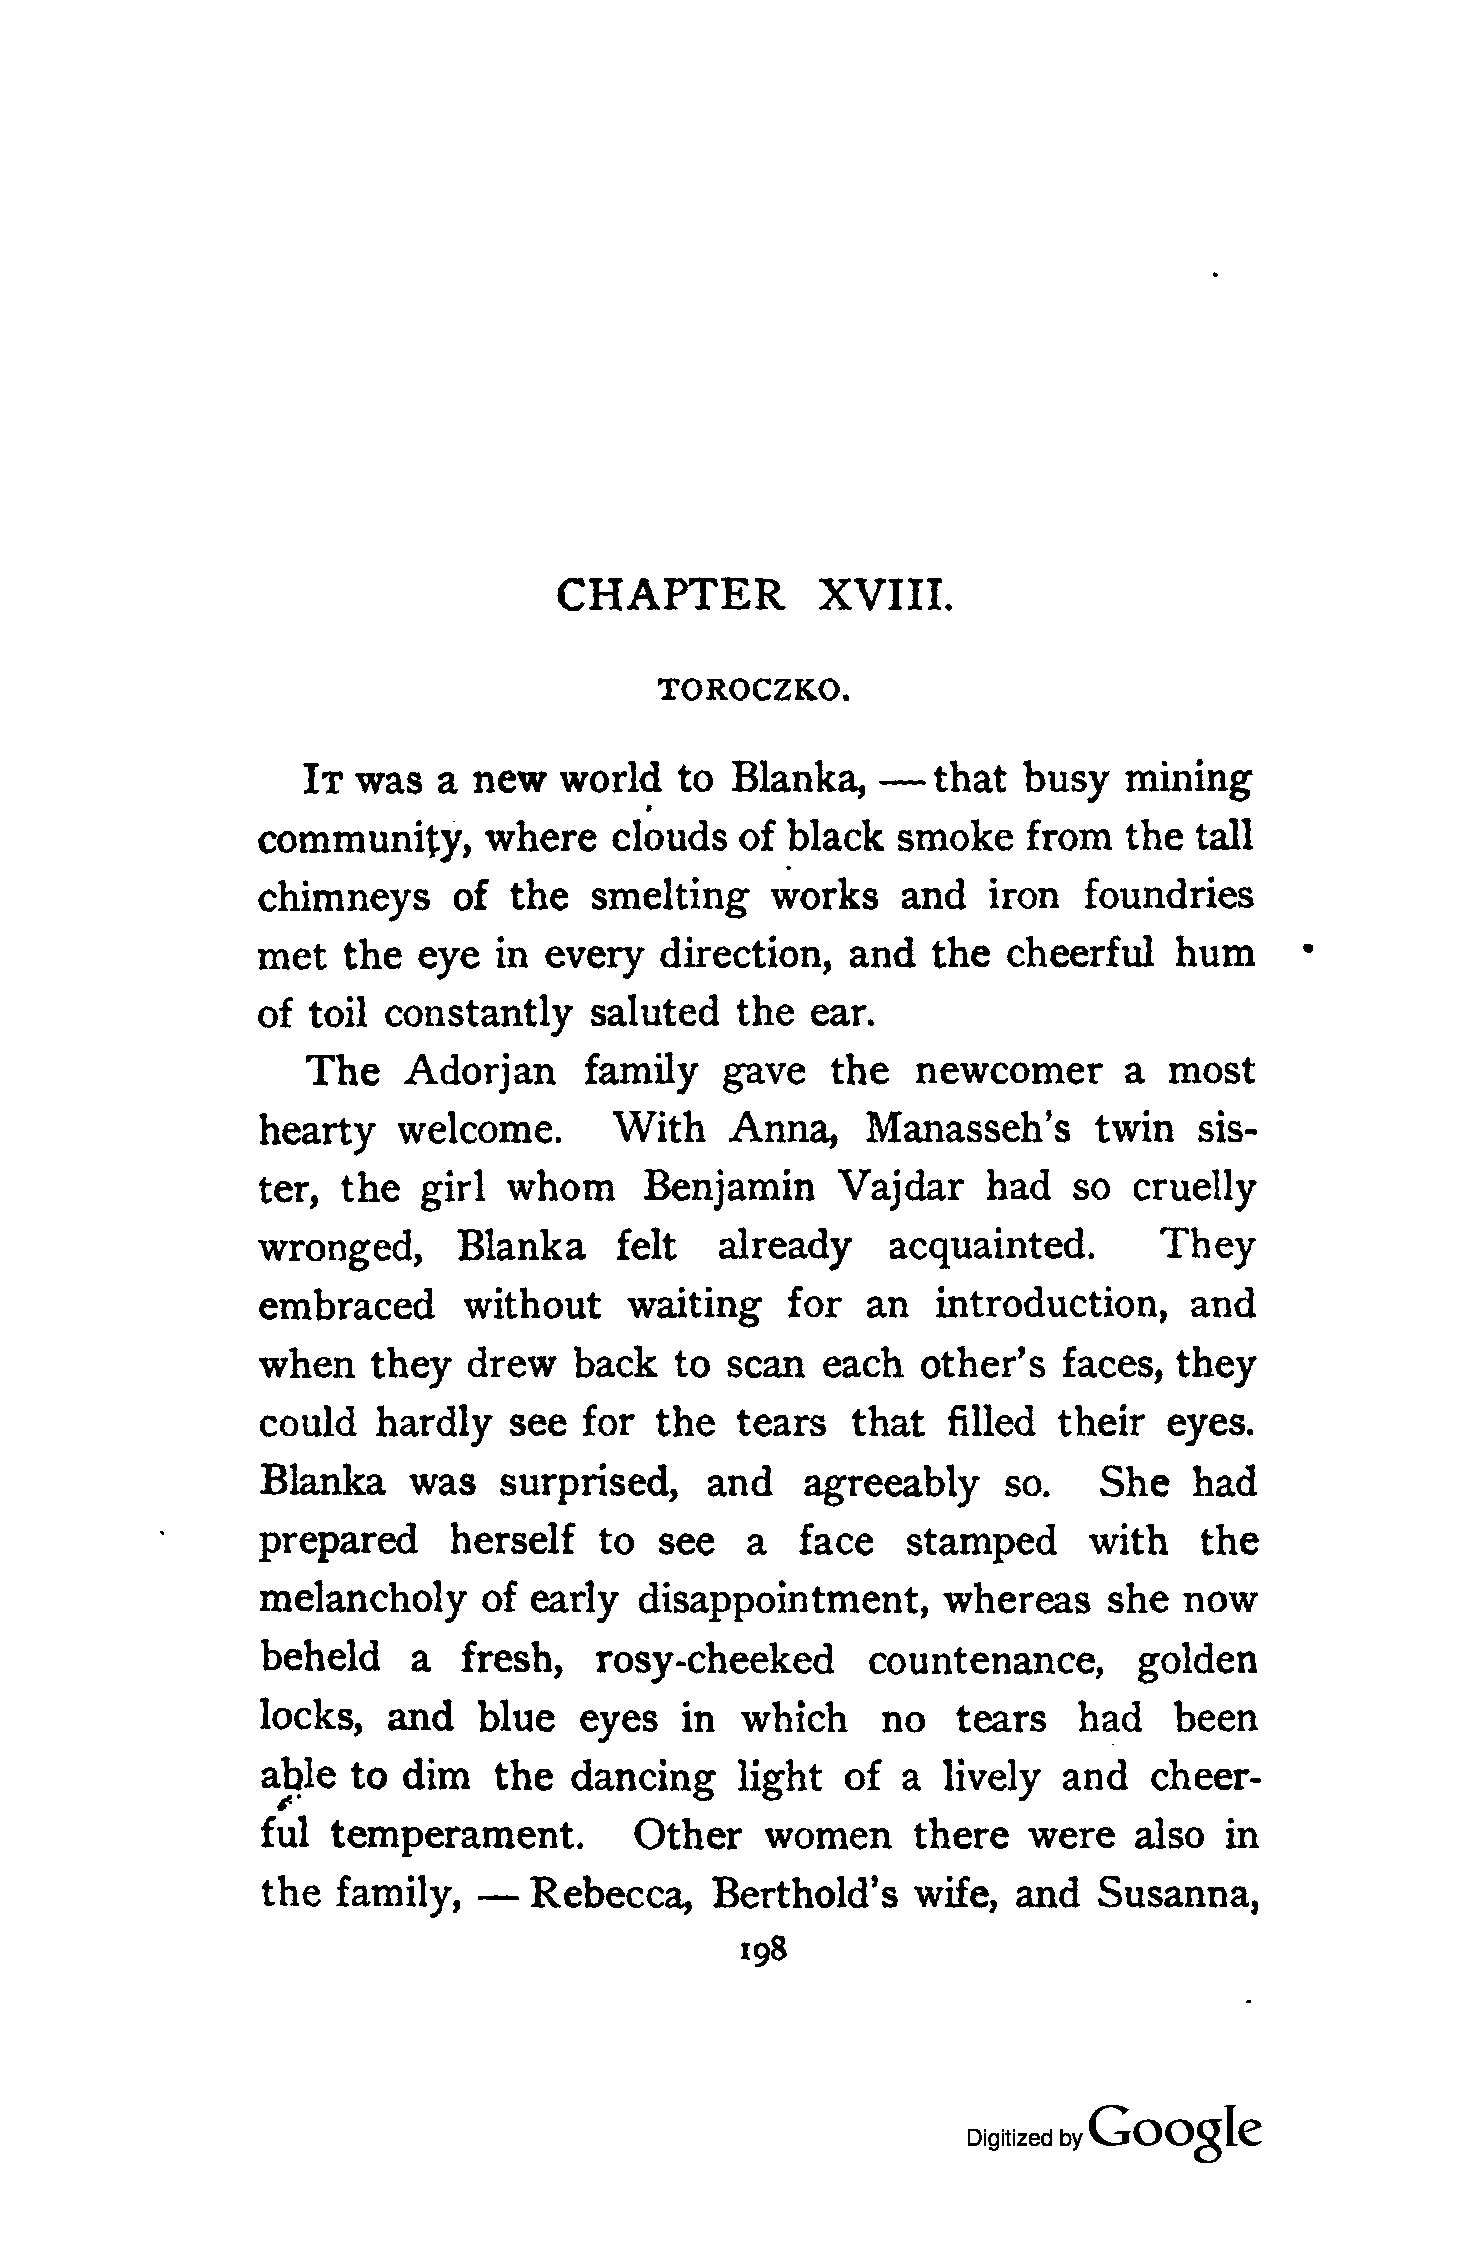 CHAPTER XVIII.
TOROCZKO.
It was a new world to Blanka, — that busy mining
community, where clouds of black smoke from the tall
chimneys of the smelting works and iron foundries
met the eye in every direction, and the cheerful hum
of toil constantly saluted the ear.
The Adorjan family gave the newcomer a most
hearty welcome. With Anna, Manasseh's twin sis-
ter, the girl whom Benjamin Vajdar had so cruelly
wronged, Blanka felt already acquainted. They
embraced without waiting for an introduction, and
when they drew back to scan each other's faces, they
could hardly see for the tears that filled their eyes.
Blanka was surprised, and agreeably so. She had
prepared herself to see a face stamped with the
melancholy of early disappointment, whereas she now
beheld a fresh, rosy-cheeked countenance, golden
locks, and blue eyes in which no tears had been
able to dim the dancing light of a lively and cheer-
ful temperament. Other women there were also in
the family, — Rebecca, Berthold's wife, and Susanna,
198
Digitized by Google